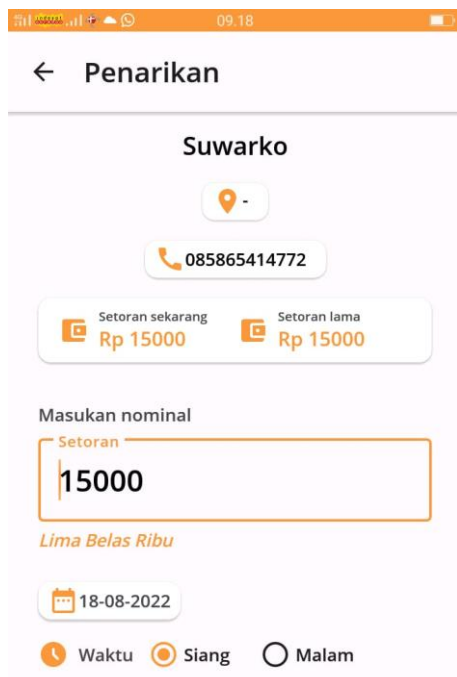 09.18
Penarikan
Suwarko
-
085865414772
Setoran sekarang
Rp 15000
Setoran lama
Rp 15000
Masukan nominal
Setoran
15000
Lima Belas Ribu
18-08-2022
Waktu Siang Malam